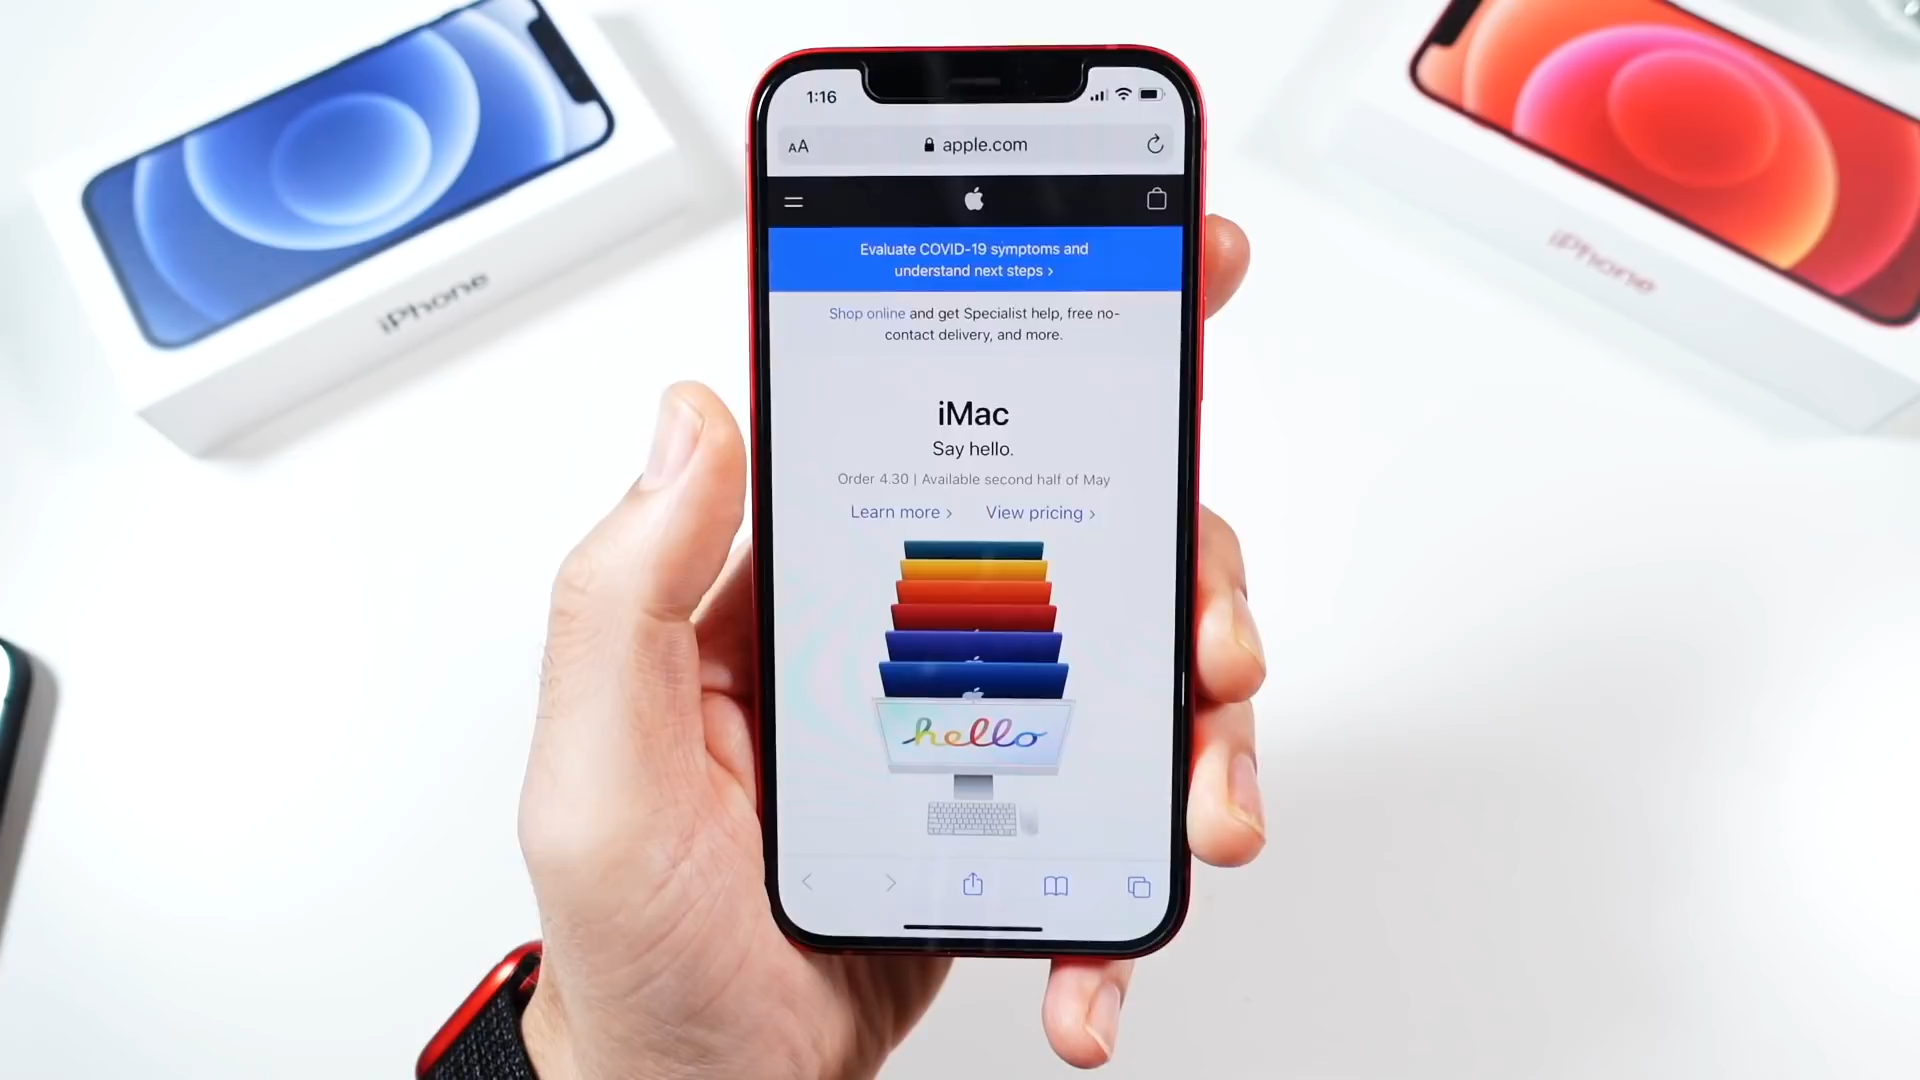 iPhone
iPhone
1:16
AA
apple.com
Evaluate COVID-19 symptoms and
understand next steps ›
Shop online and get Specialist help, free no-
contact delivery, and more.
iMac
Say hello.
Order 4.30 | Available second half of May
Learn more › View pricing ›
hello